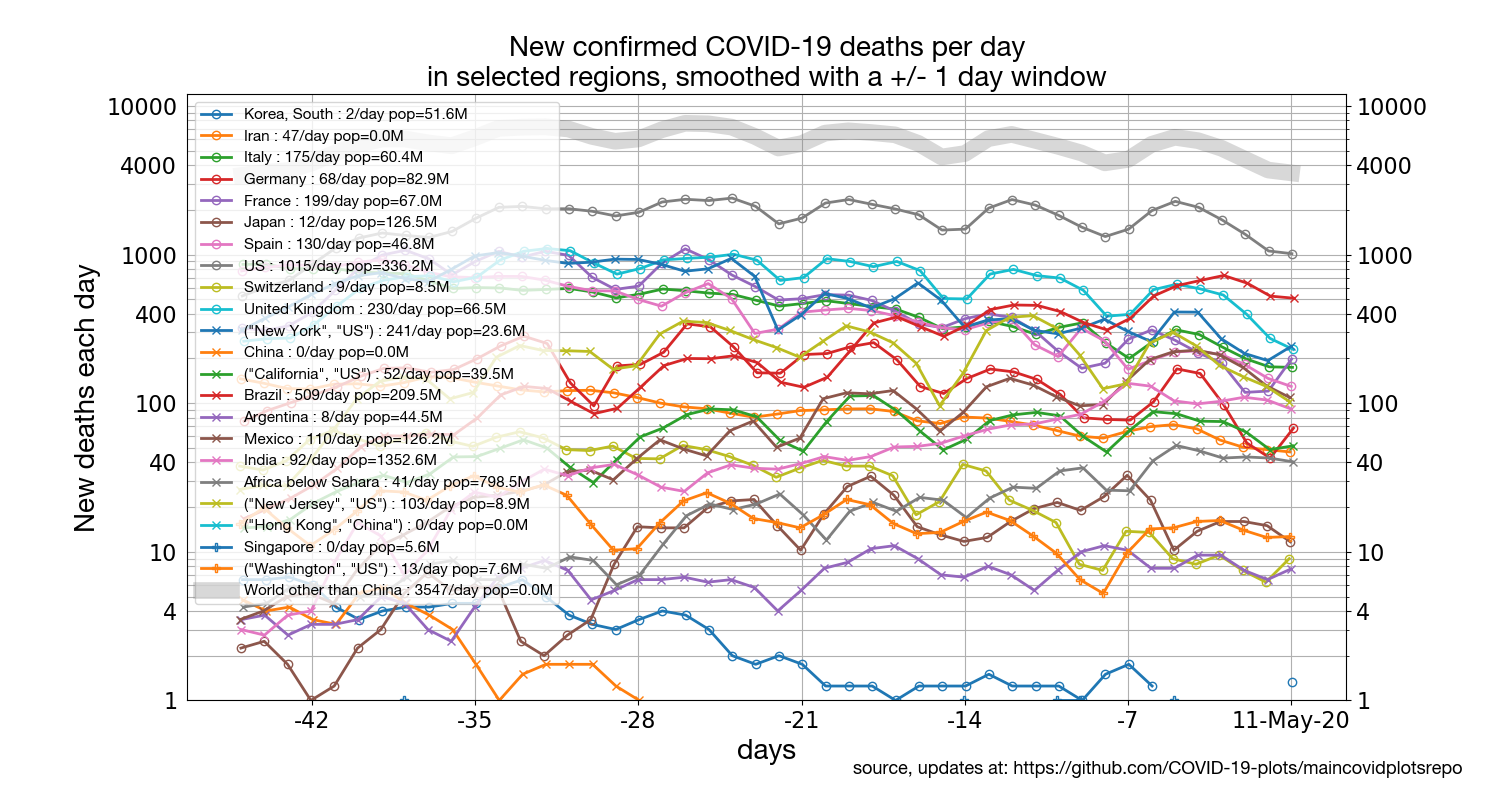 New confirmed COVID-19 deaths per day
in selected regions, smoothed with a +/- 1 day window
New deaths each day
10000
4000
1000
400
100
40
10
4
1
Korea, South : 2/day pop=51.6M
Iran : 47/day pop=0.0M
Italy : 175/day pop=60.4M
Germany : 68/day pop=82.9M
France : 199/day pop=67.0M
Japan : 12/day pop=126.5M
Spain : 130/day pop=46.8M
US : 1015/day pop=336.2M
Switzerland : 9/day pop=8.5M
United Kingdom : 230/day pop=66.5M
("New York", "US") : 241/day pop=23.6M
China : 0/day pop=0.0M
("California", "US") : 52/day pop=39.5M
Brazil : 509/day pop=209.5M
Argentina : 8/day pop=44.5M
Mexico : 110/day pop=126.2M
India : 92/day pop=1352.6M
Africa below Sahara : 41/day pop=798.5M
("New Jersey", "US") : 103/day pop=8.9M
("Hong Kong", "China") : 0/day pop=0.0M
Singapore : 0/day pop=5.6M
("Washington", "US") : 13/day pop=7.6M
World other than China : 3547/day pop=0.0M
10000
4000
1000
400
100
40
10
4
1
-42 -35 -28 -21 -14 -7 11-May-20
days
source, updates at: https://github.com/COVID-19-plots/maincovidplotsrepo